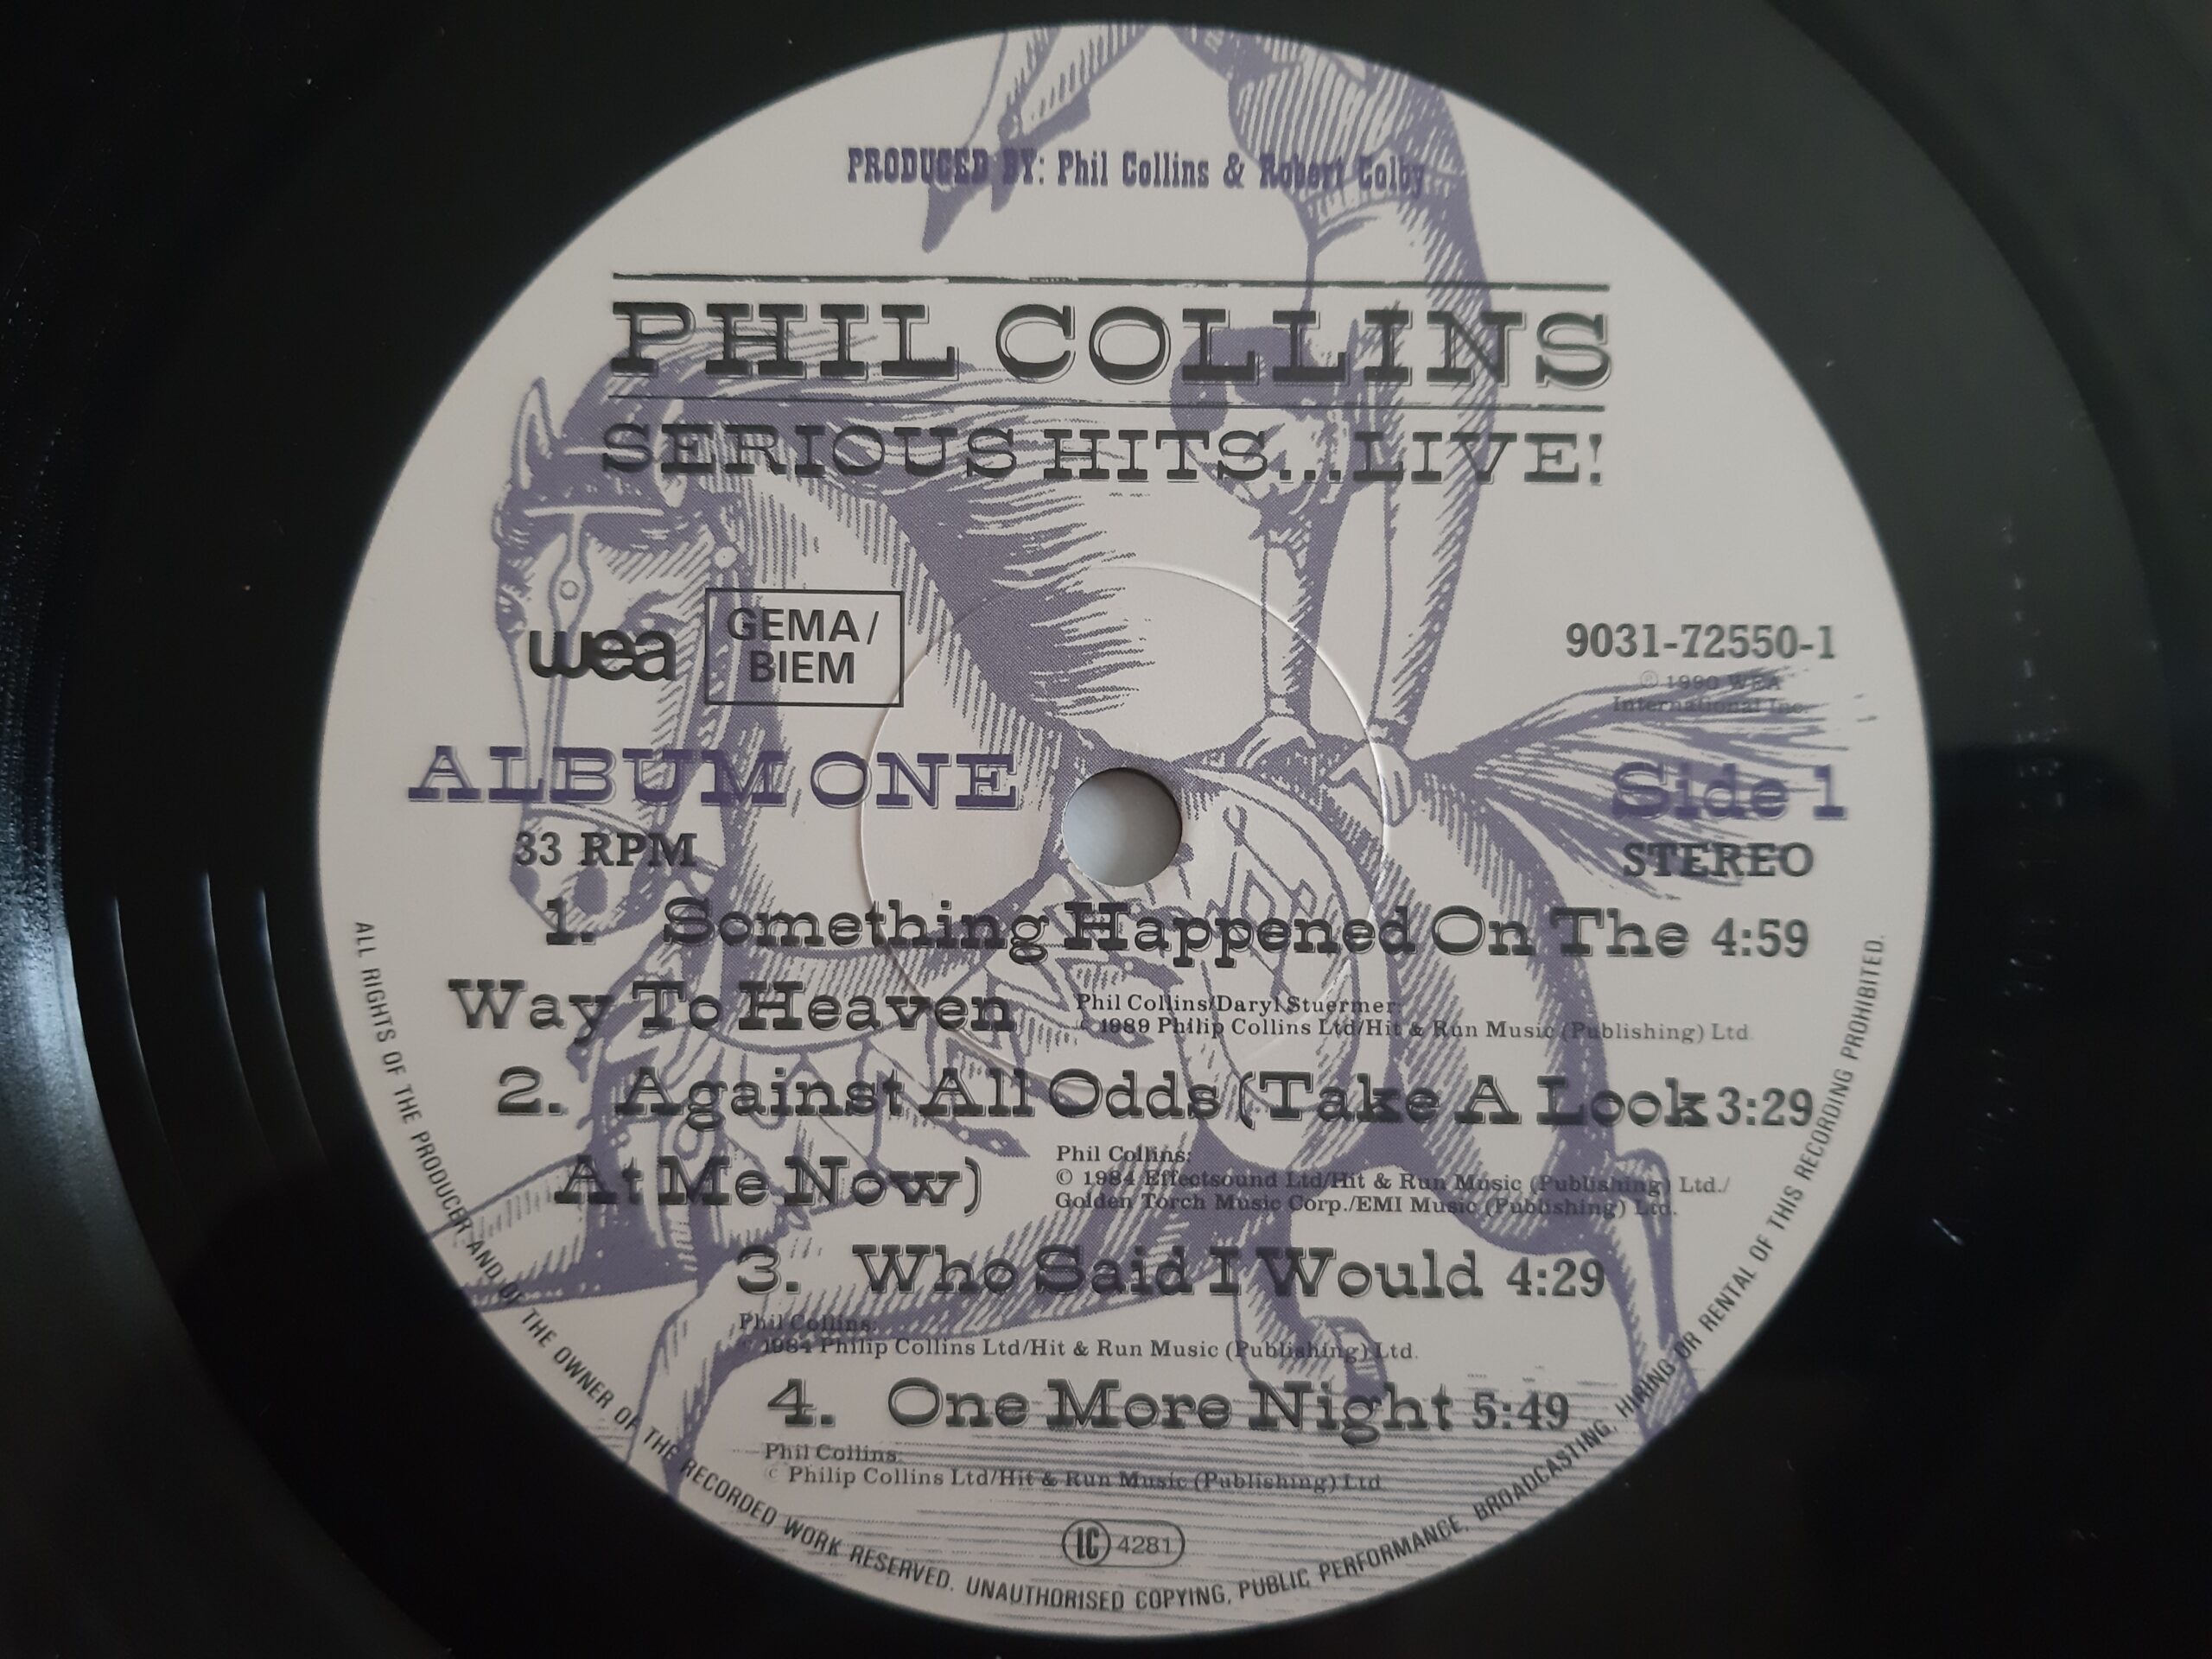 PRODUCED BY: Phil Collins & Robert Colby
PHIL COLLINS
SERIOUS HITS...LIVE!
wea
GEMA/
BIEM
9031-72550-1
℗ 1990 WEA
International Inc.
ALBUM ONE
Side 1
33 RPM
STEREO
1. Something Happened On The 4:59
Way To Heaven
Phil Collins/Daryl Stuermer:
© 1989 Philip Collins Ltd/Hit & Run Music (Publishing) Ltd.
2. Against All Odds (Take A Look 3:29
At Me Now)
Phil Collins:
© 1984 Effectsound Ltd/Hit & Run Music (Publishing) Ltd./
Golden Torch Music Corp./EMI Music (Publishing) Ltd.
3. Who Said I Would 4:29
Phil Collins:
© 1984 Philip Collins Ltd/Hit & Run Music (Publishing) Ltd.
4. One More Night 5:49
Phil Collins:
© Philip Collins Ltd/Hit & Run Music (Publishing) Ltd.
LC 4281
ALL RIGHTS OF THE PRODUCER AND OF THE OWNER OF THE RECORDED WORK RESERVED. UNAUTHORISED COPYING, PUBLIC PERFORMANCE, BROADCASTING, HIRING OR RENTAL OF THIS RECORDING PROHIBITED.